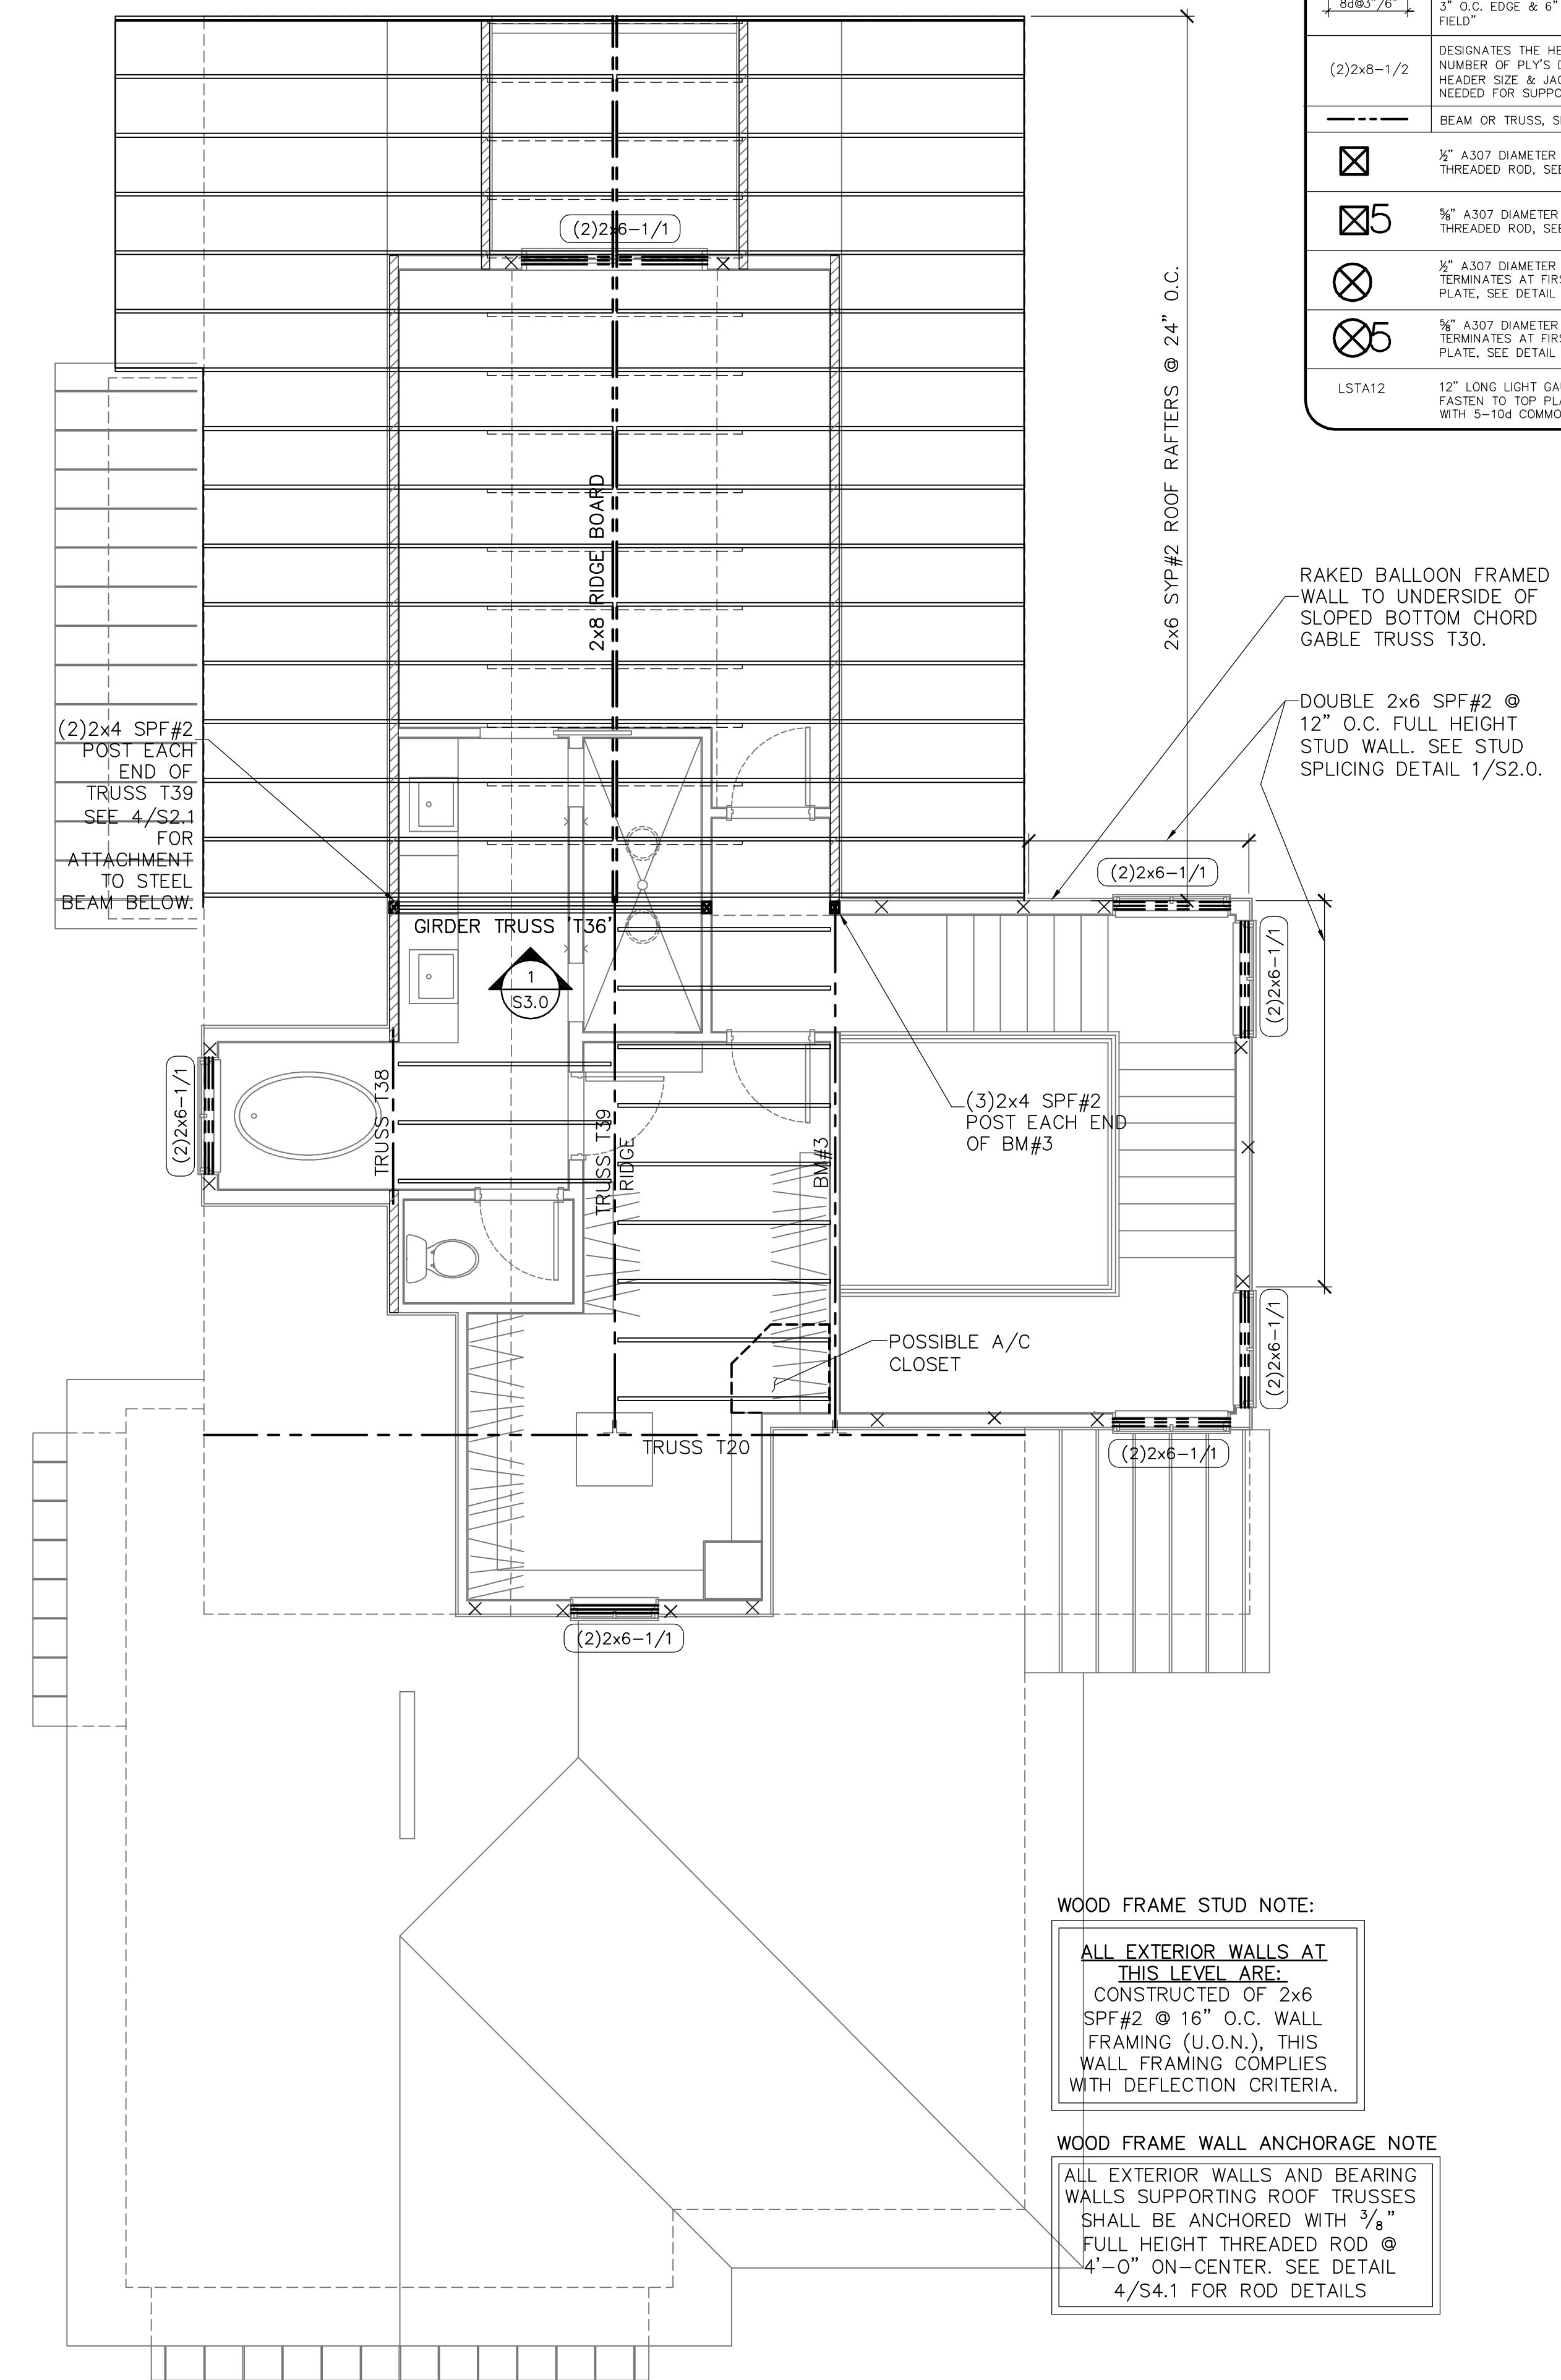 8d@3"/6"
3" O.C. EDGE & 6"
FIELD"
(2)2x8-1/2
DESIGNATES THE HE
NUMBER OF PLY'S D
HEADER SIZE & JAC
NEEDED FOR SUPPO
BEAM OR TRUSS, S
½" A307 DIAMETER
THREADED ROD, SEE
5
⅝" A307 DIAMETER
THREADED ROD, SEE
½" A307 DIAMETER
TERMINATES AT FIRS
PLATE, SEE DETAIL
5
⅝" A307 DIAMETER
TERMINATES AT FIRS
PLATE, SEE DETAIL
LSTA12
12" LONG LIGHT GAU
FASTEN TO TOP PLA
WITH 5-10d COMMO
(2)2x6-1/1
2x8 RIDGE BOARD
2x6 SYP#2 ROOF RAFTERS @ 24" O.C.
RAKED BALLOON FRAMED
WALL TO UNDERSIDE OF
SLOPED BOTTOM CHORD
GABLE TRUSS T30.
DOUBLE 2x6 SPF#2 @
12" O.C. FULL HEIGHT
STUD WALL. SEE STUD
SPLICING DETAIL 1/S2.0.
(2)2x4 SPF#2
POST EACH
END OF
TRUSS T39
SEE 4/S2.1
FOR
ATTACHMENT
TO STEEL
BEAM BELOW.
(2)2x6-1/1
GIRDER TRUSS 'T36'
1
S3.0
(2)2x6-1/1
(2)2x6-1/1
TRUSS T38
TRUSS T39
RIDGE
BM#3
(3)2x4 SPF#2
POST EACH END
OF BM#3
POSSIBLE A/C
CLOSET
(2)2x6-1/1
TRUSS T20
(2)2x6-1/1
(2)2x6-1/1
WOOD FRAME STUD NOTE:
ALL EXTERIOR WALLS AT
THIS LEVEL ARE:
CONSTRUCTED OF 2x6
SPF#2 @ 16" O.C. WALL
FRAMING (U.O.N.), THIS
WALL FRAMING COMPLIES
WITH DEFLECTION CRITERIA.
WOOD FRAME WALL ANCHORAGE NOTE
ALL EXTERIOR WALLS AND BEARING
WALLS SUPPORTING ROOF TRUSSES
SHALL BE ANCHORED WITH ⅜"
FULL HEIGHT THREADED ROD @
4'-0" ON-CENTER. SEE DETAIL
4/S4.1 FOR ROD DETAILS